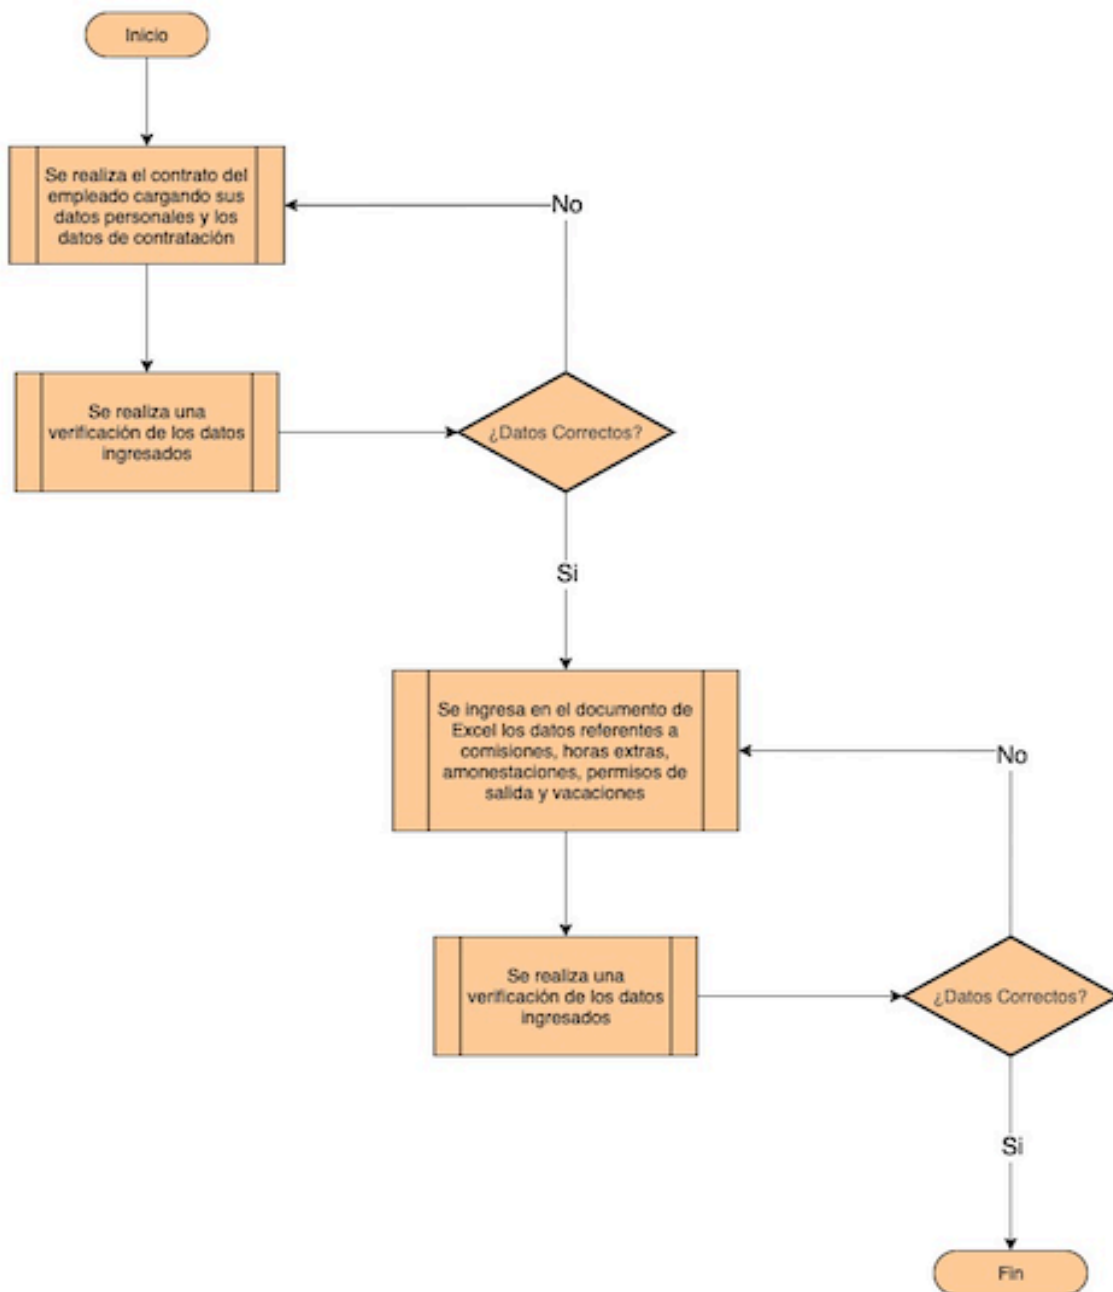 Inicio
Se realiza el contrato del
empleado cargando sus
datos personales y los
datos de contratación
No
Se realiza una
verificación de los datos
ingresados
¿Datos Correctos?
Si
Se ingresa en el documento de
Excel los datos referentes a
comisiones, horas extras,
amonestaciones, permisos de
salida y vacaciones
No
Se realiza una
verificación de los datos
ingresados
¿Datos Correctos?
Si
Fin